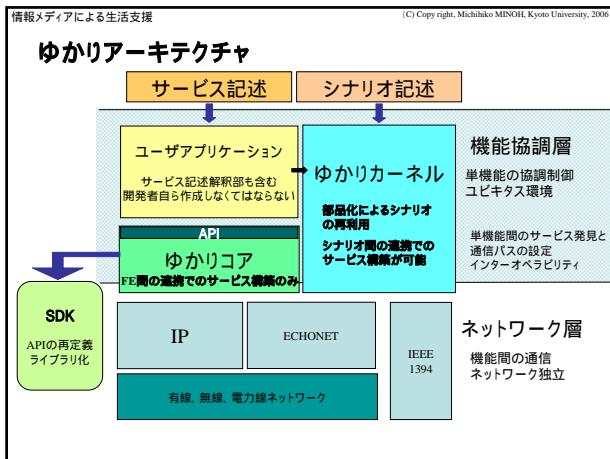 情報メディアによる生活支援
(C) Copy right, Michihiko MINOH, Kyoto University, 2006
ゆかりアーキテクチャ
サービス記述
シナリオ記述
ユーザアプリケーション
サービス記述解釈部も含む
開発者自ら作成しなくてはならない
ゆかりカーネル
部品化によるシナリオ
の再利用
シナリオ間の連携での
サービス構築が可能
機能協調層
単機能の協調制御
ユビキタス環境
単機能間のサービス発見と
通信パスの設定
インターオペラビリティ
API
ゆかりコア
FE間の連携でのサービス構築のみ
SDK
APIの再定義
ライブラリ化
IP
ECHONET
IEEE
1394
ネットワーク層
機能間の通信
ネットワーク独立
有線、無線、電力線ネットワーク